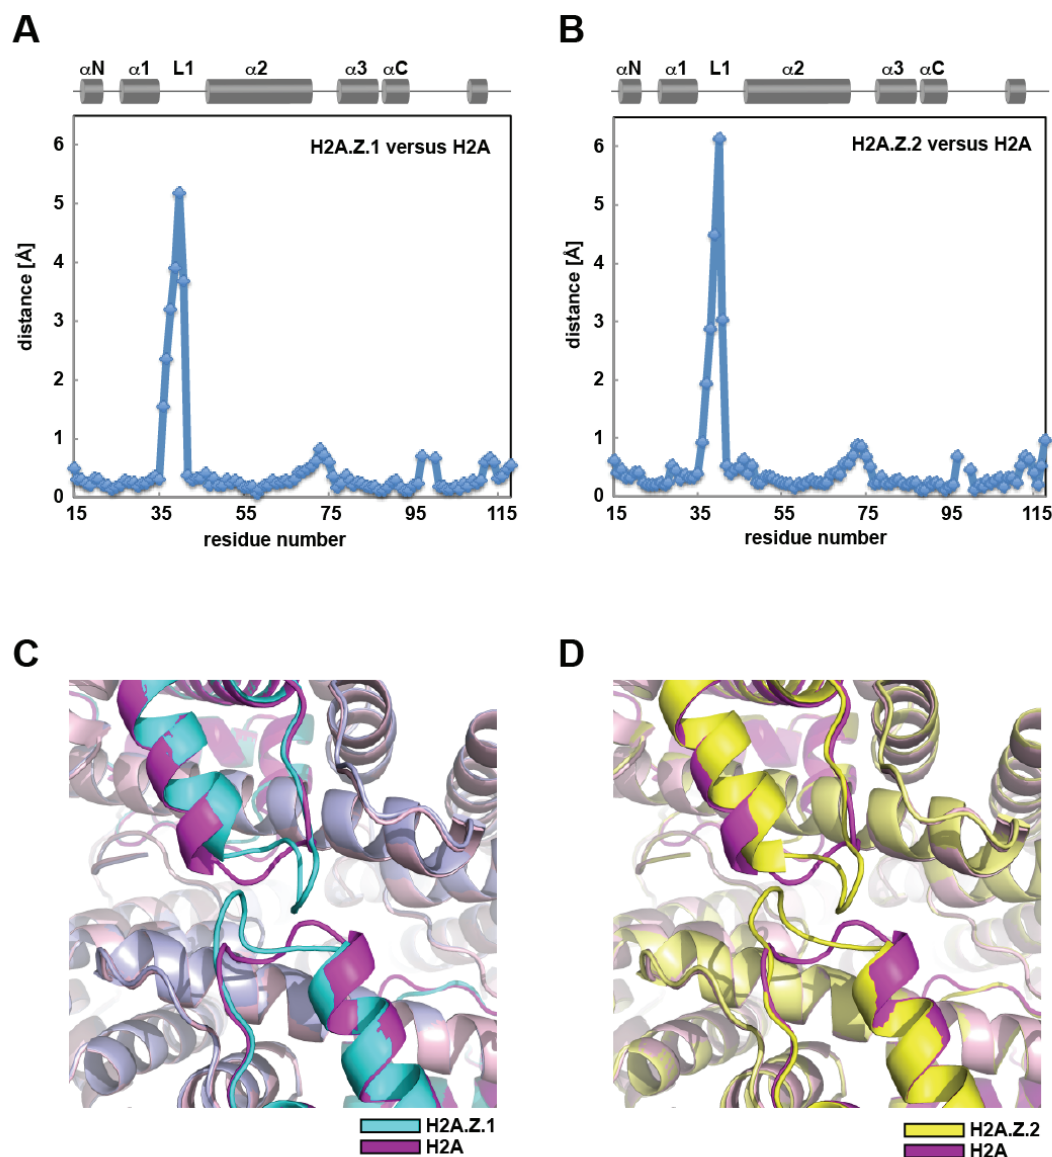 A
αN α1 L1 α2 α3 αC
H2A.Z.1 versus H2A
6
5
4
3
2
1
0
distance [Å]
15 35 55 75 95 115
residue number
B
αN α1 L1 α2 α3 αC
H2A.Z.2 versus H2A
6
5
4
3
2
1
0
distance [Å]
15 35 55 75 95 115
residue number
C
H2A.Z.1
H2A
D
H2A.Z.2
H2A